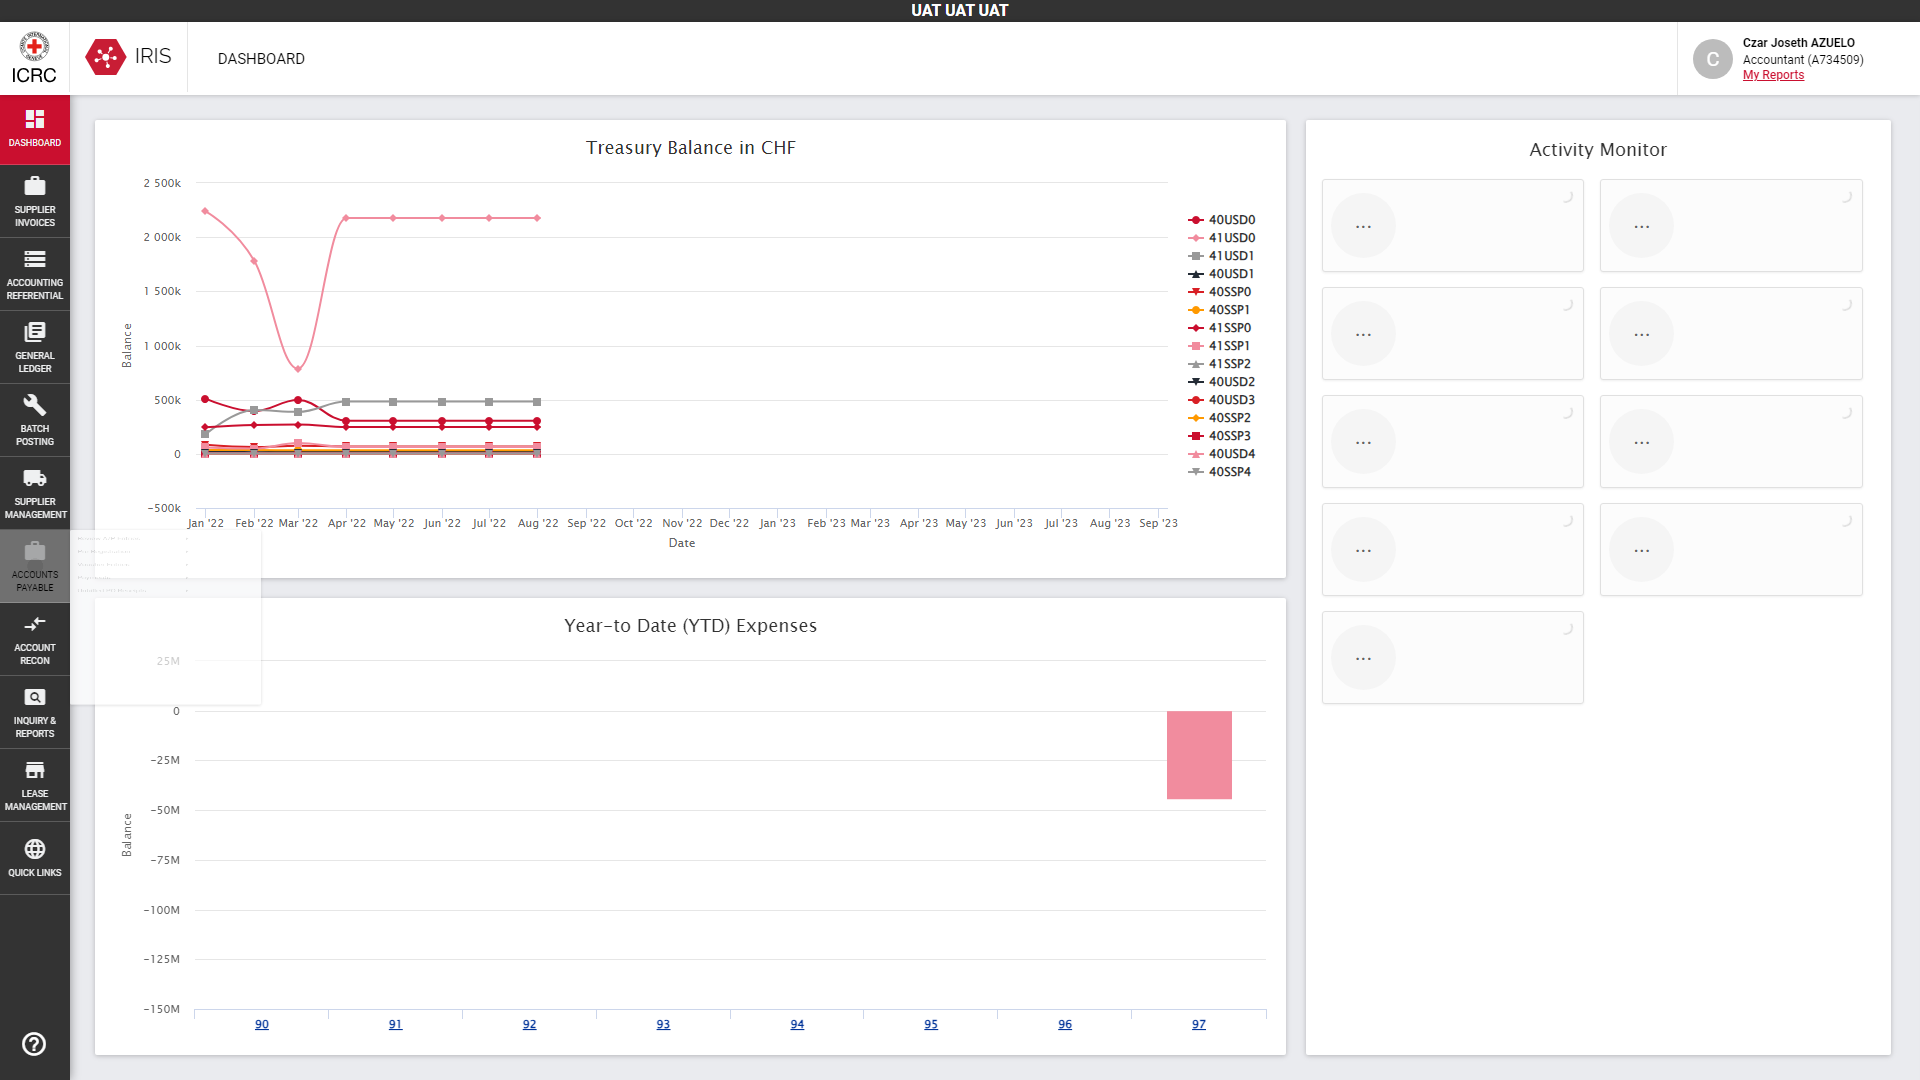 UAT UAT UAT
ICRC
IRIS
DASHBOARD
Czar Joseth AZUELO
Accountant (A734509)
My Reports
C
DASHBOARD
SUPPLIER
INVOICES
ACCOUNTING
REFERENTIAL
GENERAL
LEDGER
BATCH
POSTING
SUPPLIER
MANAGEMENT
ACCOUNTS
PAYABLE
ACCOUNT
RECON
INQUIRY &
REPORTS
LEASE
MANAGEMENT
QUICK LINKS
Treasury Balance in CHF
2 500k
2 000k
1 500k
1 000k
500k
0
-500k
Balance
Jan '22 Feb '22 Mar '22 Apr '22 May '22 Jun '22 Jul '22 Aug '22 Sep '22 Oct '22 Nov '22 Dec '22 Jan '23 Feb '23 Mar '23 Apr '23 May '23 Jun '23 Jul '23 Aug '23 Sep '23
Date
40USD0
41USD0
41USD1
40USD1
40SSP0
40SSP1
41SSP0
41SSP1
41SSP2
40USD2
40USD3
40SSP2
40SSP3
40USD4
40SSP4
Year-to Date (YTD) Expenses
25M
0
-25M
-50M
-75M
-100M
-125M
-150M
Balance
90 91 92 93 94 95 96 97
Activity Monitor
... ...
... ...
... ...
... ...
...